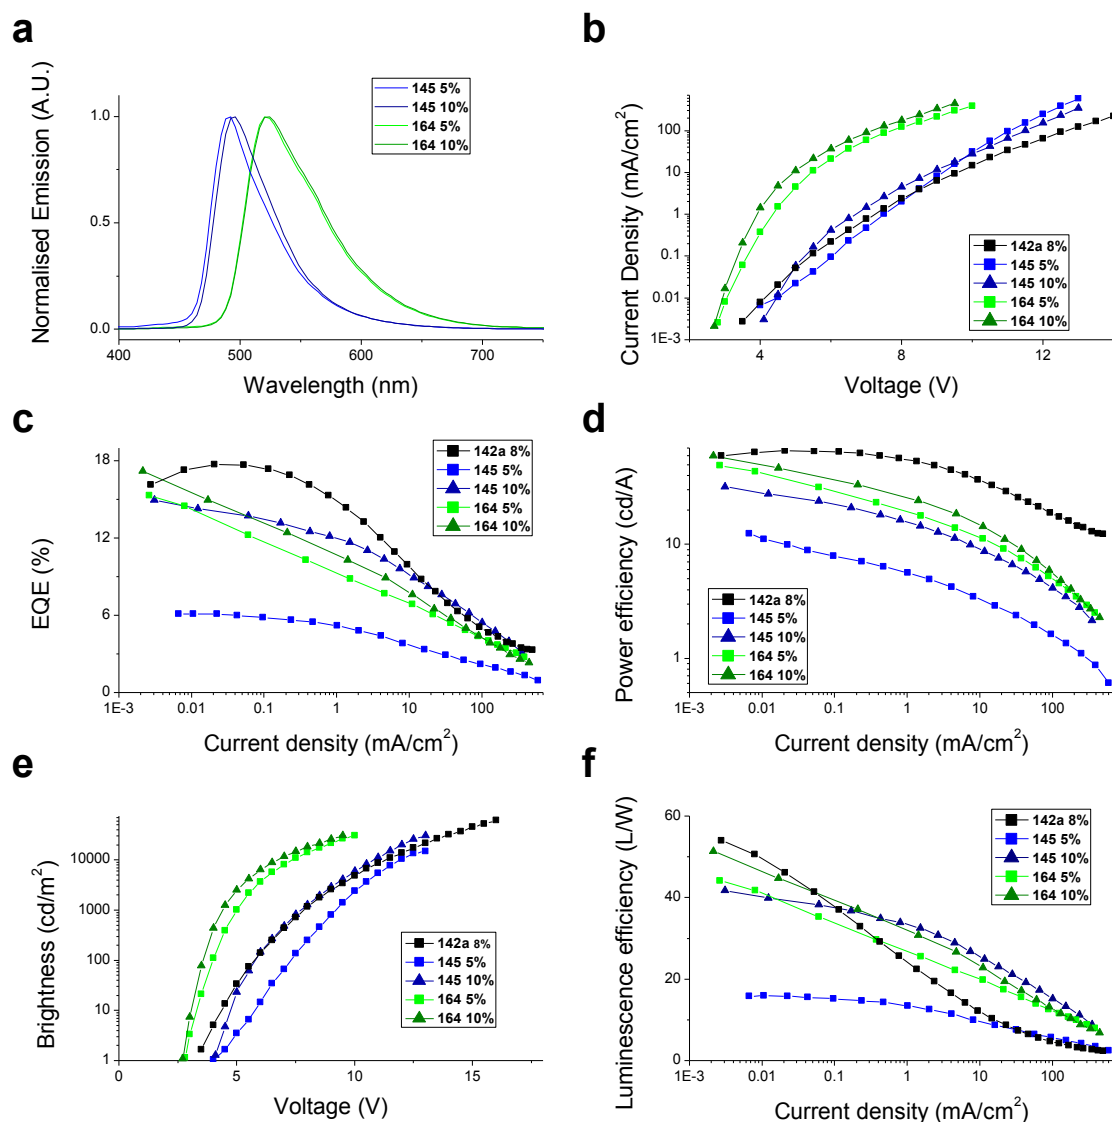 a
Normalised Emission (A.U.)
1.0
0.5
0.0
400 500 600 700
Wavelength (nm)
145 5%
145 10%
164 5%
164 10%
b
Current Density (mA/cm²)
100
10
1
0.1
0.01
1E-3
4 8 12
Voltage (V)
142a 8%
145 5%
145 10%
164 5%
164 10%
c
EQE (%)
18
12
6
0
1E-3 0.01 0.1 1 10 100
Current density (mA/cm²)
142a 8%
145 5%
145 10%
164 5%
164 10%
d
Power efficiency (cd/A)
10
1
1E-3 0.01 0.1 1 10 100
Current density (mA/cm²)
142a 8%
145 5%
145 10%
164 5%
164 10%
e
Brightness (cd/m²)
10000
1000
100
10
1
0 5 10 15
Voltage (V)
142a 8%
145 5%
145 10%
164 5%
164 10%
f
Luminescence efficiency (L/W)
60
40
20
0
1E-3 0.01 0.1 1 10 100
Current density (mA/cm²)
142a 8%
145 5%
145 10%
164 5%
164 10%